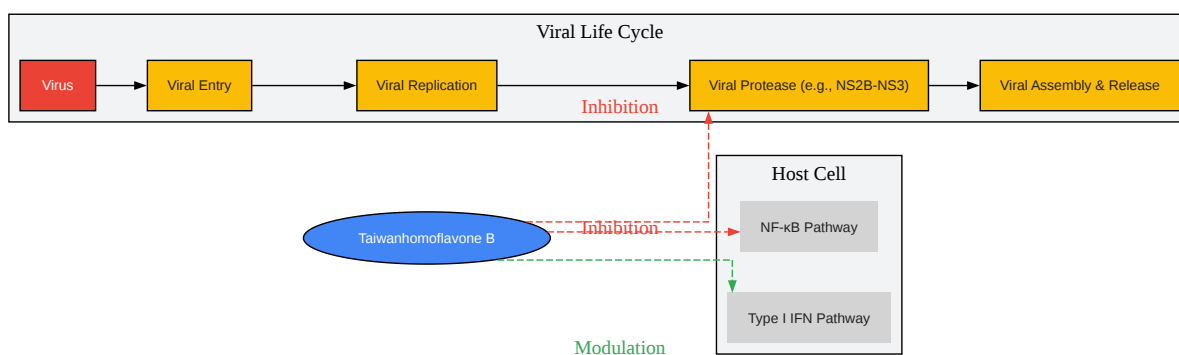 Viral Life Cycle
Virus
Viral Entry
Viral Replication
Viral Protease (e.g., NS2B-NS3)
Viral Assembly & Release
Inhibition
Host Cell
Taiwanhomoflavone B
Inhibition
NF-κB Pathway
Type I IFN Pathway
Modulation